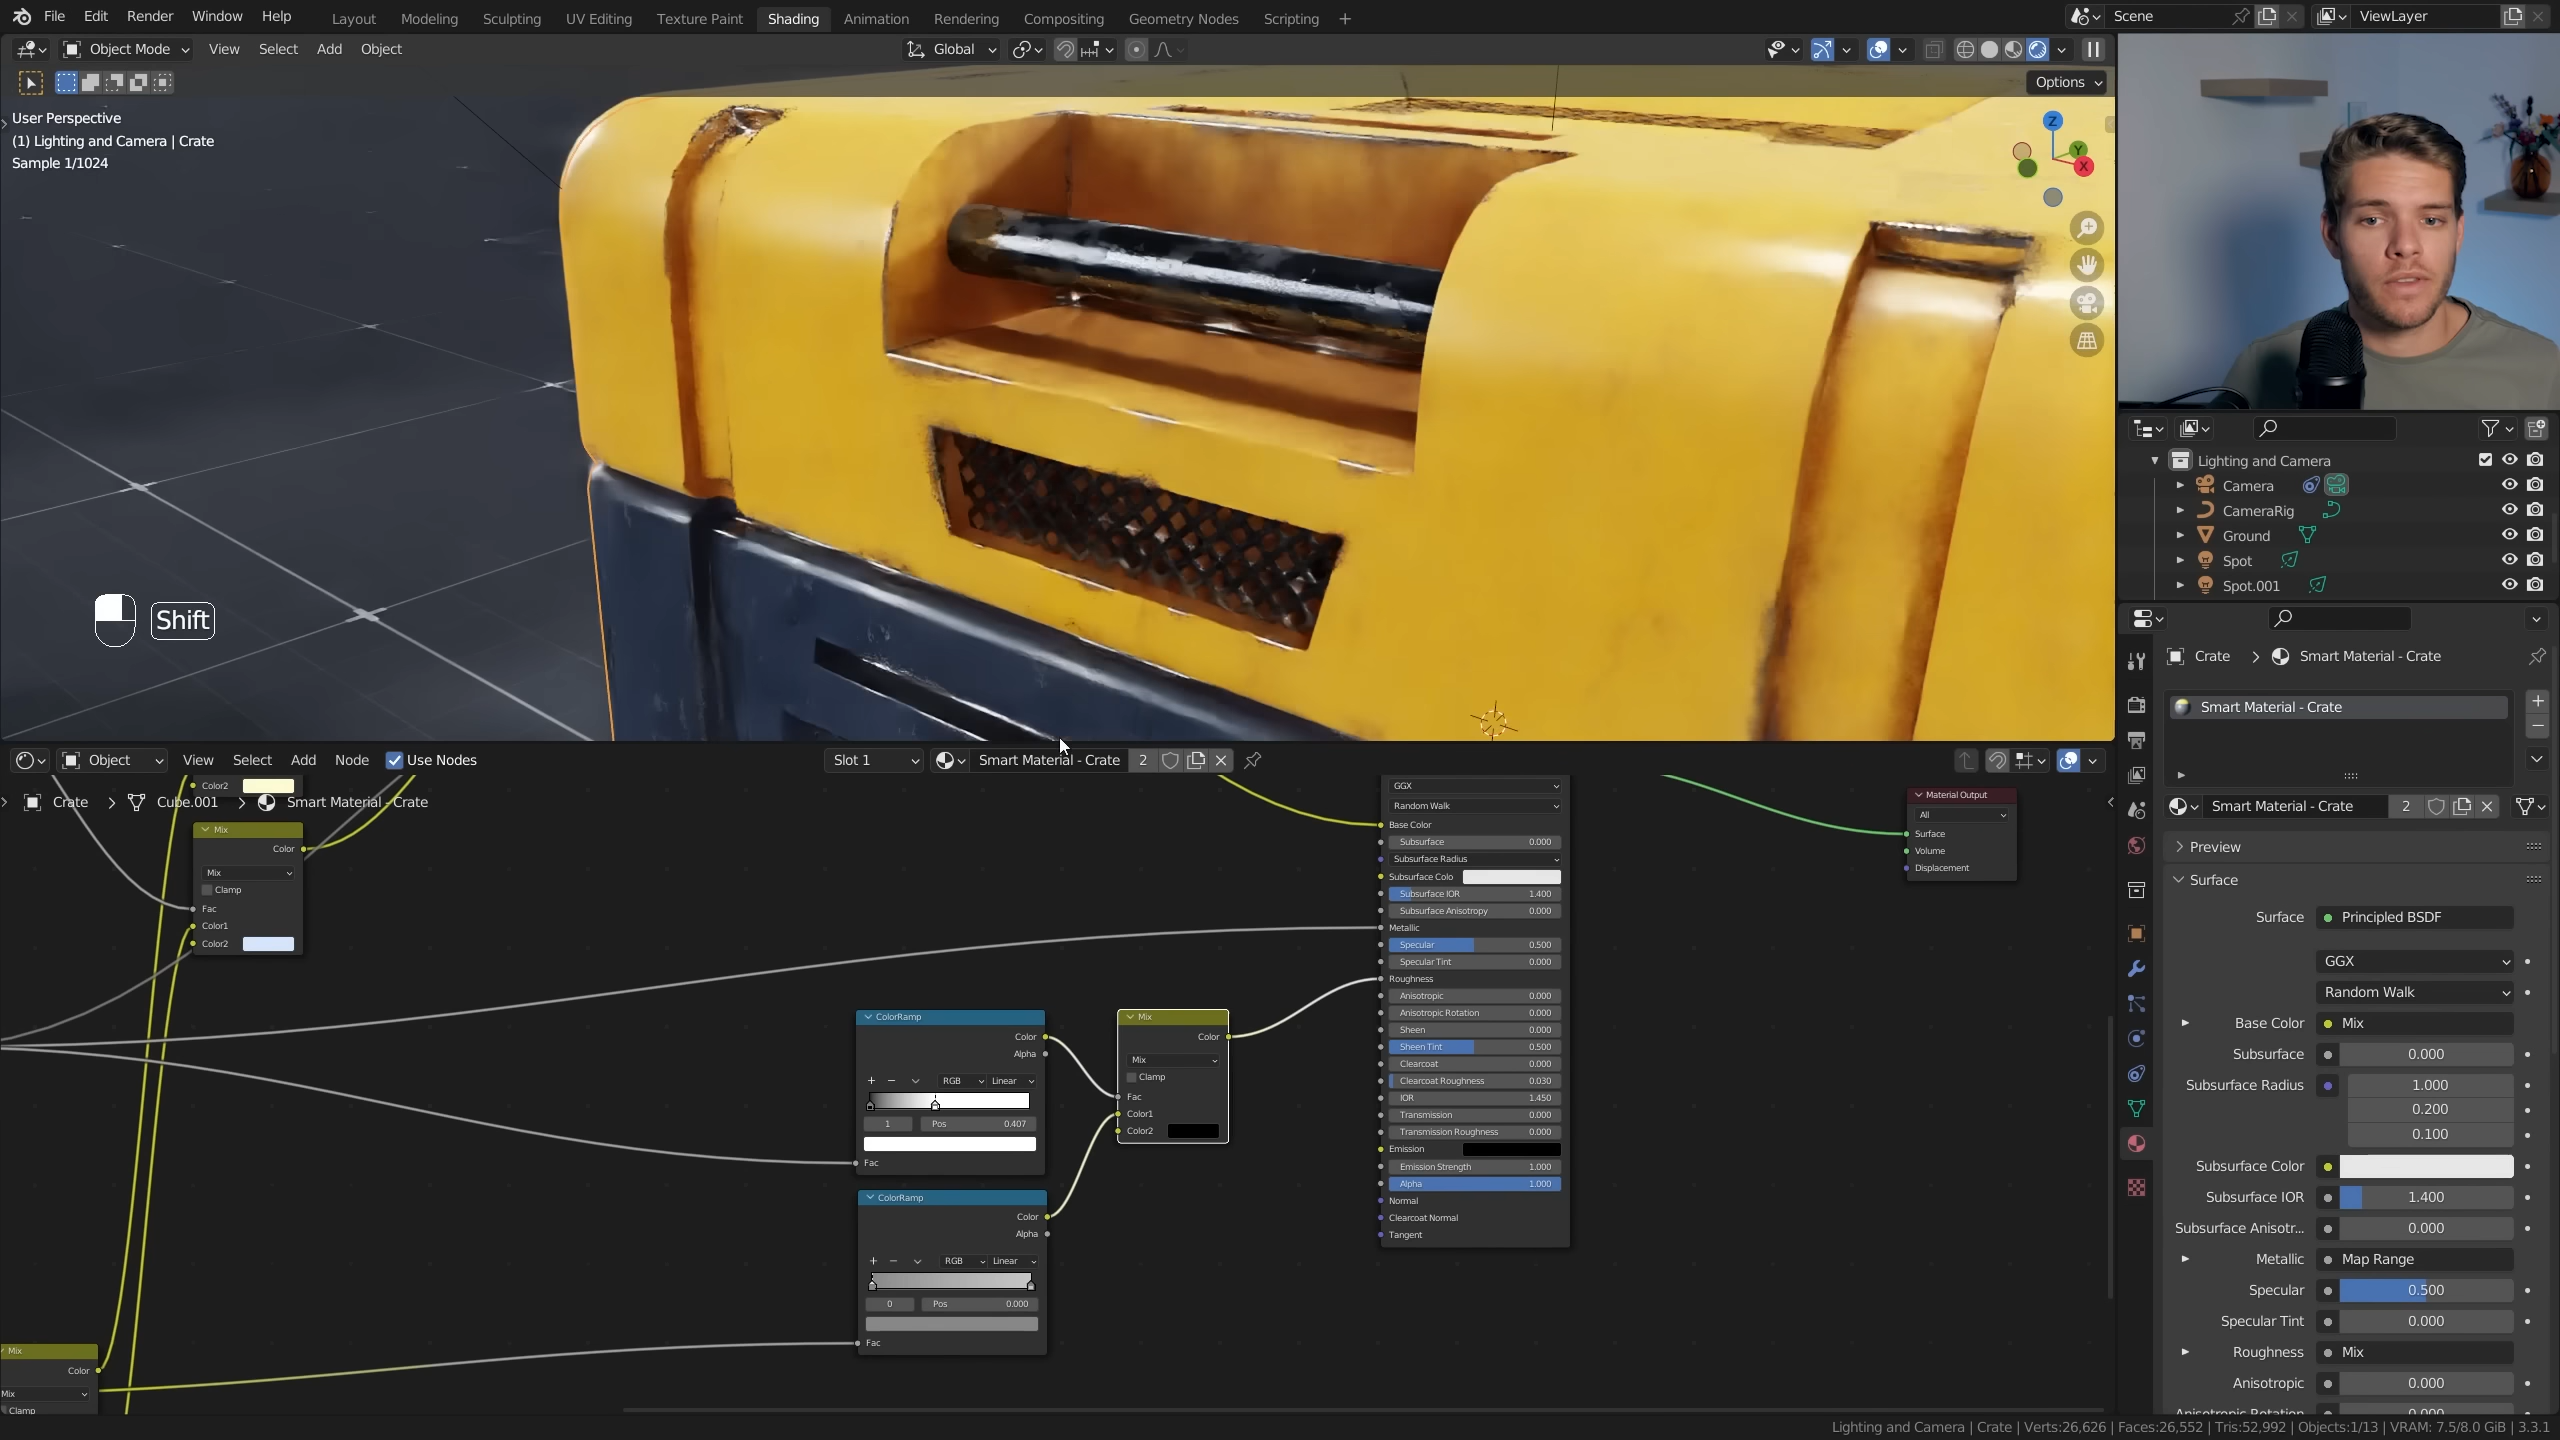 File Edit Render Window Help
Layout Modeling Sculpting UV Editing Texture Paint Shading Animation Rendering Compositing Geometry Nodes Scripting +
Scene
ViewLayer
Object Mode View Select Add Object
Global
Options
User Perspective
(1) Lighting and Camera | Crate
Sample 1/1024
Z
Y
X
Shift
Lighting and Camera
Camera
CameraRig
Ground
Spot
Spot.001
Crate > Smart Material - Crate
Smart Material - Crate
Smart Material - Crate 2
Preview
Surface
Surface Principled BSDF
GGX
Random Walk
Base Color Mix
Subsurface 0.000
Subsurface Radius 1.000
0.200
0.100
Subsurface Color
Subsurface IOR 1.400
Subsurface Anisotr... 0.000
Metallic Map Range
Specular 0.500
Specular Tint 0.000
Roughness Mix
Anisotropic 0.000
Anisotropic Rotation 0.000
Object View Select Add Node Use Nodes
Slot 1
Smart Material - Crate 2
Color2
Crate > Cube.001 > Smart Material - Crate
Mix
Color
Mix
Clamp
Fac
Color1
Color2
ColorRamp
Color
Alpha
+ − RGB Linear
1 Pos 0.407
Fac
Mix
Color
Mix
Clamp
Fac
Color1
Color2
ColorRamp
Color
Alpha
+ − RGB Linear
0 Pos 0.000
Fac
Mix
Color
Mix
Clamp
GGX
Random Walk
Base Color
Subsurface 0.000
Subsurface Radius
Subsurface Colo
Subsurface IOR 1.400
Subsurface Anisotropy 0.000
Metallic
Specular 0.500
Specular Tint 0.000
Roughness
Anisotropic 0.000
Anisotropic Rotation 0.000
Sheen 0.000
Sheen Tint 0.500
Clearcoat 0.000
Clearcoat Roughness 0.030
IOR 1.450
Transmission 0.000
Transmission Roughness 0.000
Emission
Emission Strength 1.000
Alpha 1.000
Normal
Clearcoat Normal
Tangent
Material Output
All
Surface
Volume
Displacement
Lighting and Camera | Crate | Verts:26,626 | Faces:26,552 | Tris:52,992 | Objects:1/13 | VRAM: 7.5/8.0 GiB | 3.3.1